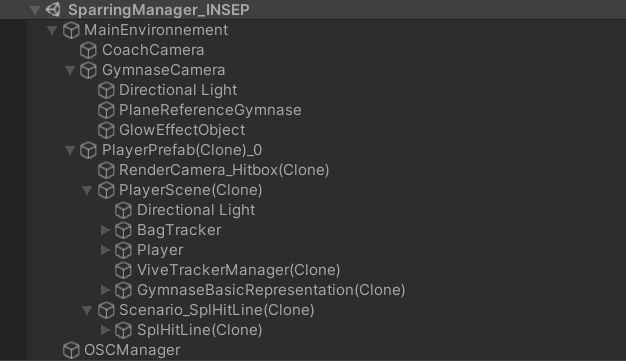 SparringManager_INSEP
MainEnvironnement
CoachCamera
GymnaseCamera
Directional Light
PlaneReferenceGymnase
GlowEffectObject
PlayerPrefab(Clone)_0
RenderCamera_Hitbox(Clone)
PlayerScene(Clone)
Directional Light
BagTracker
Player
ViveTrackerManager(Clone)
GymnaseBasicRepresentation(Clone)
Scenario_SplHitLine(Clone)
SplHitLine(Clone)
OSCManager